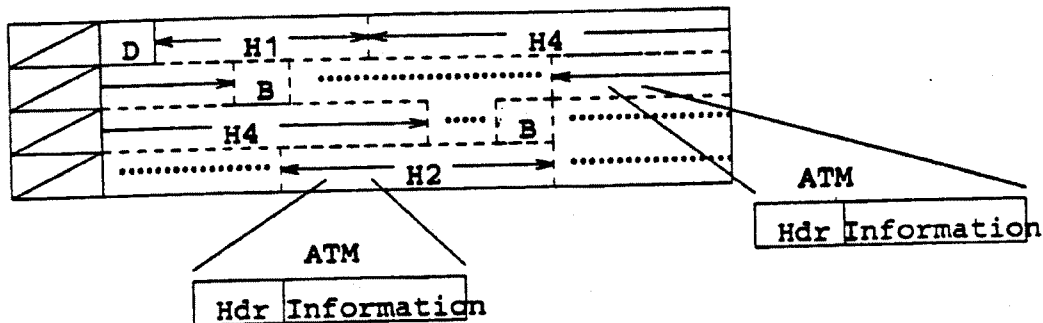 D H1 H4
B
H4 B
H2
ATM
Hdr Information
ATM
Hdr Information